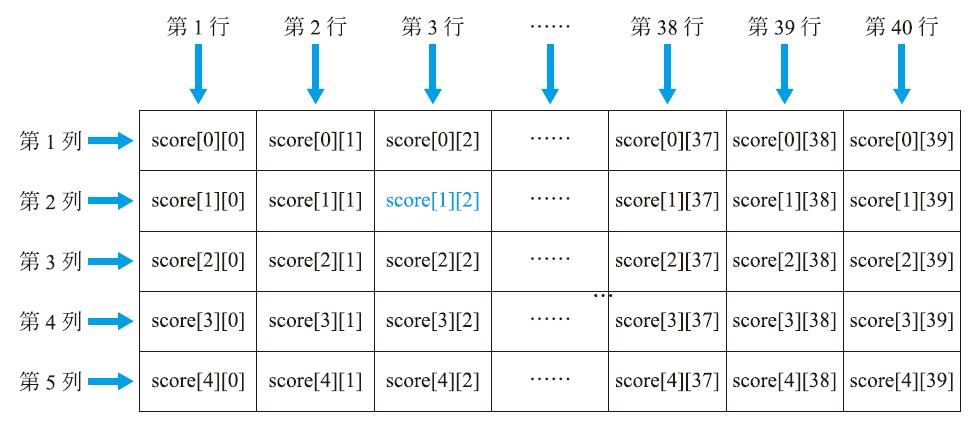 第 1 行 第 2 行 第 3 行 …… 第 38 行 第 39 行 第 40 行
第 1 列 score[0][0] score[0][1] score[0][2] …… score[0][37] score[0][38] score[0][39]
第 2 列 score[1][0] score[1][1] score[1][2] …… score[1][37] score[1][38] score[1][39]
第 3 列 score[2][0] score[2][1] score[2][2] …… score[2][37] score[2][38] score[2][39]
…
第 4 列 score[3][0] score[3][1] score[3][2] …… score[3][37] score[3][38] score[3][39]
第 5 列 score[4][0] score[4][1] score[4][2] …… score[4][37] score[4][38] score[4][39]